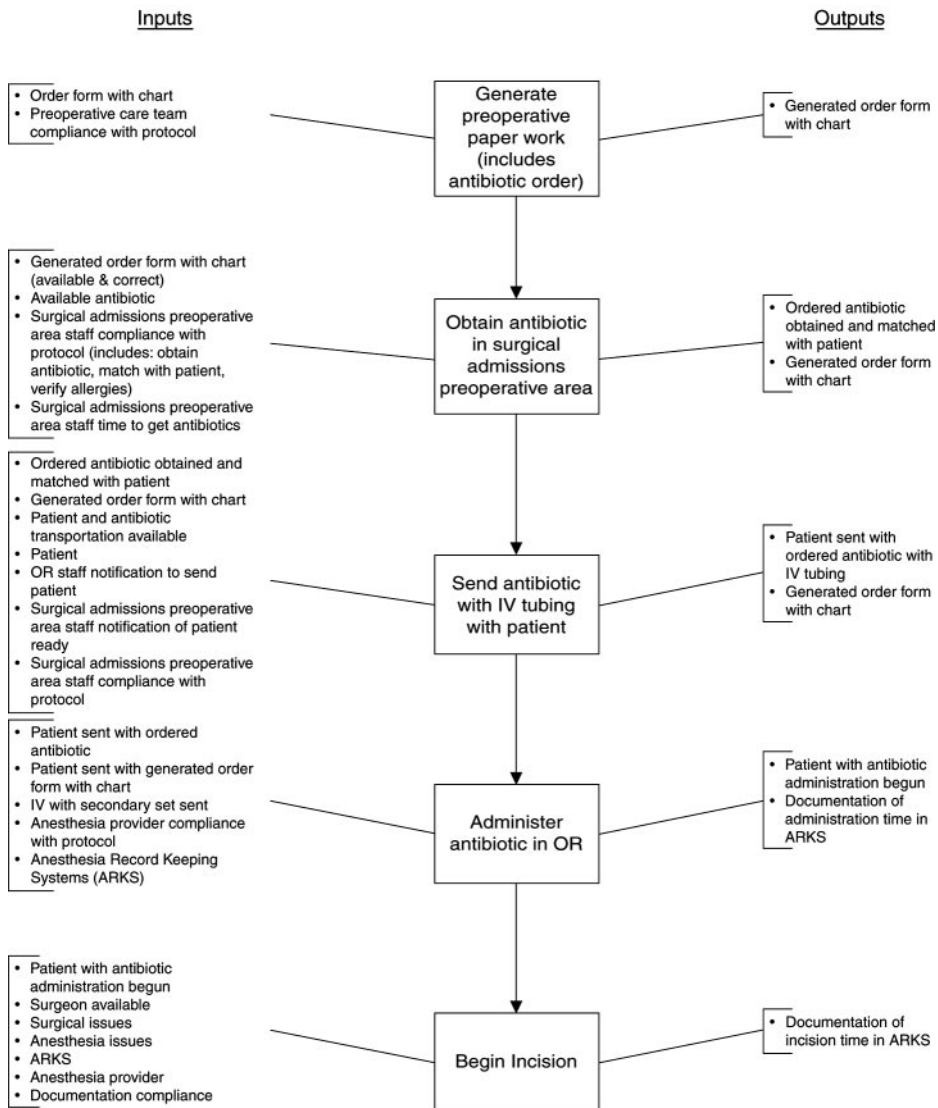 Inputs
Outputs
• Order form with chart
• Preoperative care team
compliance with protocol
Generate
preoperative
paper work
(includes
antibiotic order)
• Generated order form
with chart
• Generated order form with chart
(available & correct)
• Available antibiotic
• Surgical admissions preoperative
area staff compliance with
protocol (includes: obtain
antibiotic, match with patient,
verify allergies)
• Surgical admissions preoperative
area staff time to get antibiotics
Obtain antibiotic
in surgical
admissions
preoperative area
• Ordered antibiotic
obtained and matched
with patient
• Generated order form
with chart
• Ordered antibiotic obtained and
matched with patient
• Generated order form with chart
• Patient and antibiotic
transportation available
• Patient
• OR staff notification to send
patient
• Surgical admissions preoperative
area staff notification of patient
ready
• Surgical admissions preoperative
area staff compliance with
protocol
Send antibiotic
with IV tubing
with patient
• Patient sent with
ordered antibiotic with
IV tubing
• Generated order form
with chart
• Patient sent with ordered
antibiotic
• Patient sent with generated order
form with chart
• IV with secondary set sent
• Anesthesia provider compliance
with protocol
• Anesthesia Record Keeping
Systems (ARKS)
Administer
antibiotic in OR
• Patient with antibiotic
administration begun
• Documentation of
administration time in
ARKS
• Patient with antibiotic
administration begun
• Surgeon available
• Surgical issues
• Anesthesia issues
• ARKS
• Anesthesia provider
• Documentation compliance
Begin Incision
• Documentation of
incision time in ARKS